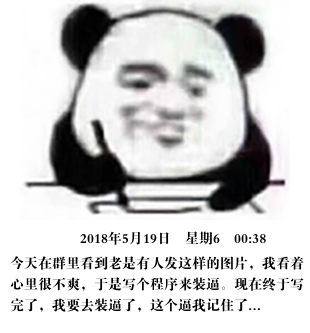 2018年5月19日 星期6 00:38
今天在群里看到老是有人发这样的图片，我看着
心里很不爽，于是写个程序来装逼。现在终于写
完了，我要去装逼了，这个逼我记住了...